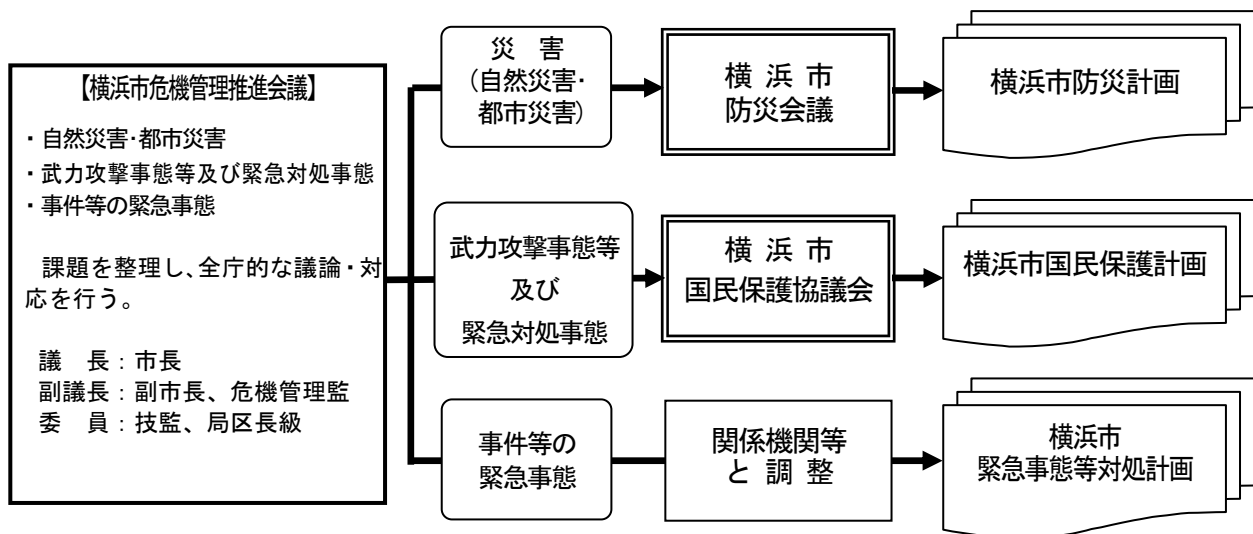 【横浜市危機管理推進会議】
・自然災害・都市災害
・武力攻撃事態等及び緊急対処事態
・事件等の緊急事態
課題を整理し、全庁的な議論・対
応を行う。
議　長：市長
副議長：副市長、危機管理監
委　員：技監、局区長級
災　害
(自然災害・
都市災害)
横 浜 市
防災会議
横浜市防災計画
武力攻撃事態等
及び
緊急対処事態
横 浜 市
国民保護協議会
横浜市国民保護計画
事件等の
緊急事態
関係機関等
と 調 整
横浜市
緊急事態等対処計画